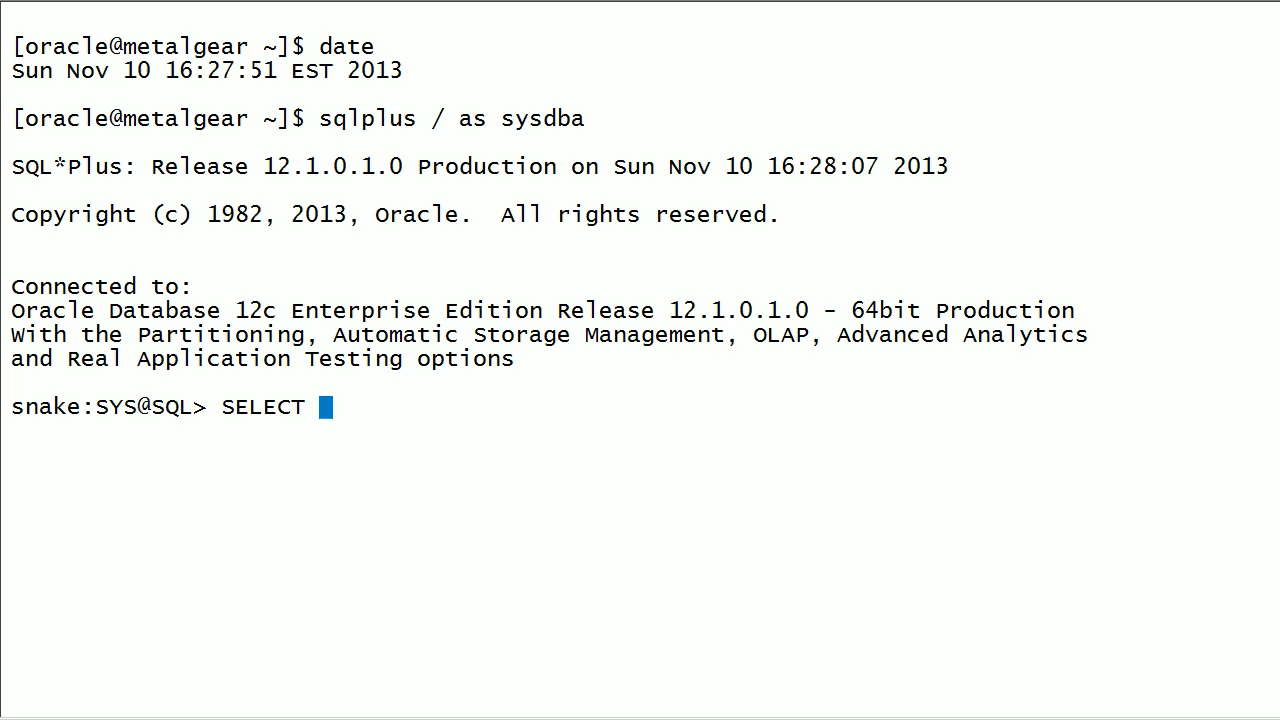 [oracle@metalgear ~]$ date
Sun Nov 10 16:27:51 EST 2013
[oracle@metalgear ~]$ sqlplus / as sysdba
SQL*Plus: Release 12.1.0.1.0 Production on Sun Nov 10 16:28:07 2013
Copyright (c) 1982, 2013, Oracle.  All rights reserved.
Connected to:
Oracle Database 12c Enterprise Edition Release 12.1.0.1.0 - 64bit Production
With the Partitioning, Automatic Storage Management, OLAP, Advanced Analytics
and Real Application Testing options
snake:SYS@SQL> SELECT